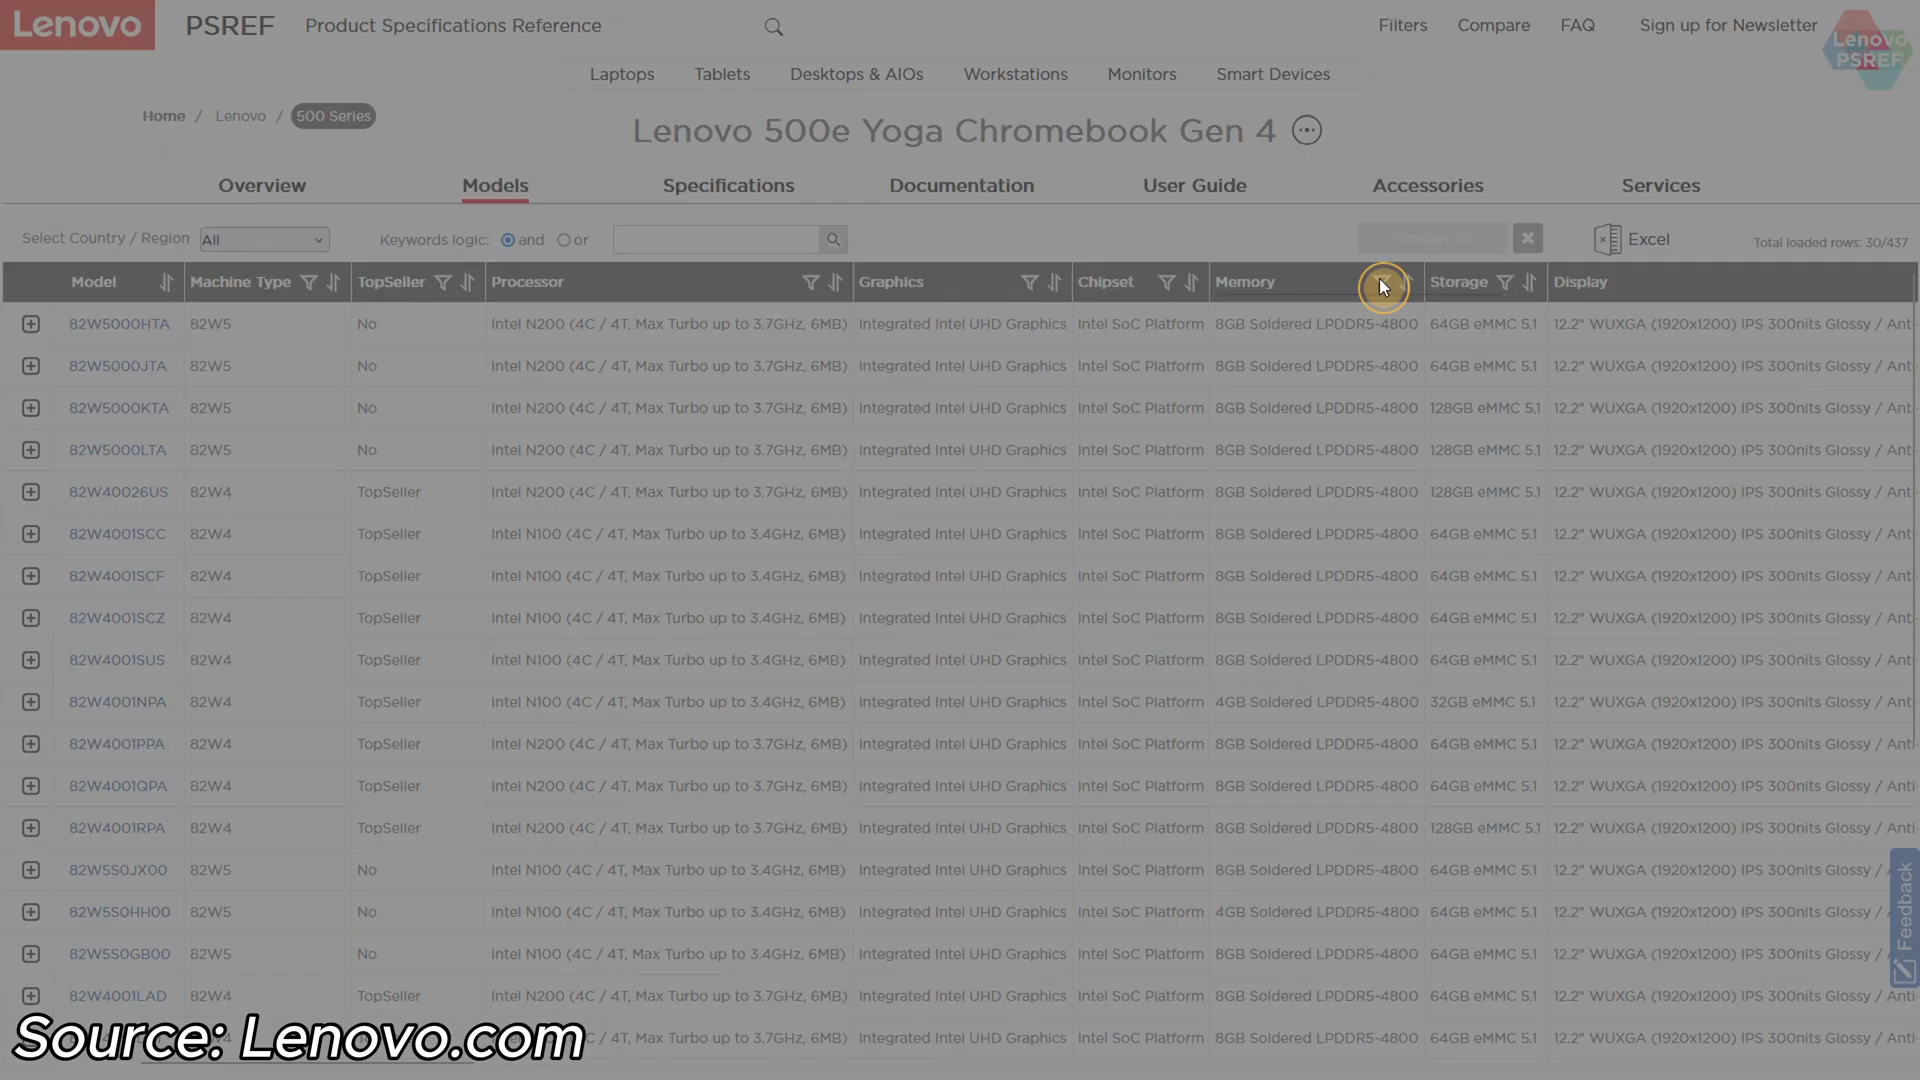 Lenovo PSREF Product Specifications Reference Filters Compare FAQ Sign up for Newsletter
Lenovo
PSREF
Laptops Tablets Desktops & AIOs Workstations Monitors Smart Devices
Home / Lenovo / 500 Series
Lenovo 500e Yoga Chromebook Gen 4
Overview Models Specifications Documentation User Guide Accessories Services
Select Country / Region All Keywords logic: and or Excel Total loaded rows: 30/437
Model Machine Type TopSeller Processor Graphics Chipset Memory Storage Display
82W5000HTA 82W5 No Intel N200 (4C / 4T, Max Turbo up to 3.7GHz, 6MB) Integrated Intel UHD Graphics Intel SoC Platform 8GB Soldered LPDDR5-4800 64GB eMMC 5.1 12.2" WUXGA (1920x1200) IPS 300nits Glossy / Anti
82W5000JTA 82W5 No Intel N200 (4C / 4T, Max Turbo up to 3.7GHz, 6MB) Integrated Intel UHD Graphics Intel SoC Platform 8GB Soldered LPDDR5-4800 64GB eMMC 5.1 12.2" WUXGA (1920x1200) IPS 300nits Glossy / Anti
82W5000KTA 82W5 No Intel N200 (4C / 4T, Max Turbo up to 3.7GHz, 6MB) Integrated Intel UHD Graphics Intel SoC Platform 8GB Soldered LPDDR5-4800 128GB eMMC 5.1 12.2" WUXGA (1920x1200) IPS 300nits Glossy / Anti
82W5000LTA 82W5 No Intel N200 (4C / 4T, Max Turbo up to 3.7GHz, 6MB) Integrated Intel UHD Graphics Intel SoC Platform 8GB Soldered LPDDR5-4800 128GB eMMC 5.1 12.2" WUXGA (1920x1200) IPS 300nits Glossy / Anti
82W40026US 82W4 TopSeller Intel N200 (4C / 4T, Max Turbo up to 3.7GHz, 6MB) Integrated Intel UHD Graphics Intel SoC Platform 8GB Soldered LPDDR5-4800 128GB eMMC 5.1 12.2" WUXGA (1920x1200) IPS 300nits Glossy / Anti
82W4001SCC 82W4 TopSeller Intel N100 (4C / 4T, Max Turbo up to 3.4GHz, 6MB) Integrated Intel UHD Graphics Intel SoC Platform 8GB Soldered LPDDR5-4800 64GB eMMC 5.1 12.2" WUXGA (1920x1200) IPS 300nits Glossy / Anti
82W4001SCF 82W4 TopSeller Intel N100 (4C / 4T, Max Turbo up to 3.4GHz, 6MB) Integrated Intel UHD Graphics Intel SoC Platform 8GB Soldered LPDDR5-4800 64GB eMMC 5.1 12.2" WUXGA (1920x1200) IPS 300nits Glossy / Anti
82W4001SCZ 82W4 TopSeller Intel N100 (4C / 4T, Max Turbo up to 3.4GHz, 6MB) Integrated Intel UHD Graphics Intel SoC Platform 8GB Soldered LPDDR5-4800 64GB eMMC 5.1 12.2" WUXGA (1920x1200) IPS 300nits Glossy / Anti
82W4001SUS 82W4 TopSeller Intel N100 (4C / 4T, Max Turbo up to 3.4GHz, 6MB) Integrated Intel UHD Graphics Intel SoC Platform 8GB Soldered LPDDR5-4800 64GB eMMC 5.1 12.2" WUXGA (1920x1200) IPS 300nits Glossy / Anti
82W4001NPA 82W4 TopSeller Intel N100 (4C / 4T, Max Turbo up to 3.4GHz, 6MB) Integrated Intel UHD Graphics Intel SoC Platform 4GB Soldered LPDDR5-4800 32GB eMMC 5.1 12.2" WUXGA (1920x1200) IPS 300nits Glossy / Anti
82W4001PPA 82W4 TopSeller Intel N200 (4C / 4T, Max Turbo up to 3.7GHz, 6MB) Integrated Intel UHD Graphics Intel SoC Platform 8GB Soldered LPDDR5-4800 64GB eMMC 5.1 12.2" WUXGA (1920x1200) IPS 300nits Glossy / Anti-
82W4001QPA 82W4 TopSeller Intel N200 (4C / 4T, Max Turbo up to 3.7GHz, 6MB) Integrated Intel UHD Graphics Intel SoC Platform 8GB Soldered LPDDR5-4800 64GB eMMC 5.1 12.2" WUXGA (1920x1200) IPS 300nits Glossy / Anti-
82W4001RPA 82W4 TopSeller Intel N200 (4C / 4T, Max Turbo up to 3.7GHz, 6MB) Integrated Intel UHD Graphics Intel SoC Platform 8GB Soldered LPDDR5-4800 128GB eMMC 5.1 12.2" WUXGA (1920x1200) IPS 300nits Glossy / Anti-
82W5S0JX00 82W5 No Intel N200 (4C / 4T, Max Turbo up to 3.7GHz, 6MB) Integrated Intel UHD Graphics Intel SoC Platform 8GB Soldered LPDDR5-4800 64GB eMMC 5.1 12.2" WUXGA (1920x1200) IPS 300nits Glossy /
82W5S0HH00 82W5 No Intel N100 (4C / 4T, Max Turbo up to 3.4GHz, 6MB) Integrated Intel UHD Graphics Intel SoC Platform 4GB Soldered LPDDR5-4800 64GB eMMC 5.1 12.2" WUXGA (1920x1200) IPS 300nits Glossy /
82W5S0GB00 82W5 No Intel N100 (4C / 4T, Max Turbo up to 3.4GHz, 6MB) Integrated Intel UHD Graphics Intel SoC Platform 8GB Soldered LPDDR5-4800 64GB eMMC 5.1 12.2" WUXGA (1920x1200) IPS 300nits Glossy /
82W4001LAD 82W4 TopSeller Intel N200 (4C / 4T, Max Turbo up to 3.7GHz, 6MB) Integrated Intel UHD Graphics Intel SoC Platform 8GB Soldered LPDDR5-4800 64GB eMMC 5.1 12.2" WUXGA (1920x1200) IPS 300nits Glossy / Anti-
Intel N100 (4C / 4T, Max Turbo up to 3.4GHz, 6MB) Integrated Intel UHD Graphics Intel SoC Platform 8GB Soldered LPDDR5-4800 64GB eMMC 5.1 12.2" WUXGA (1920x1200) IPS 300nits Glossy / Anti-
Feedback
Source: Lenovo.com